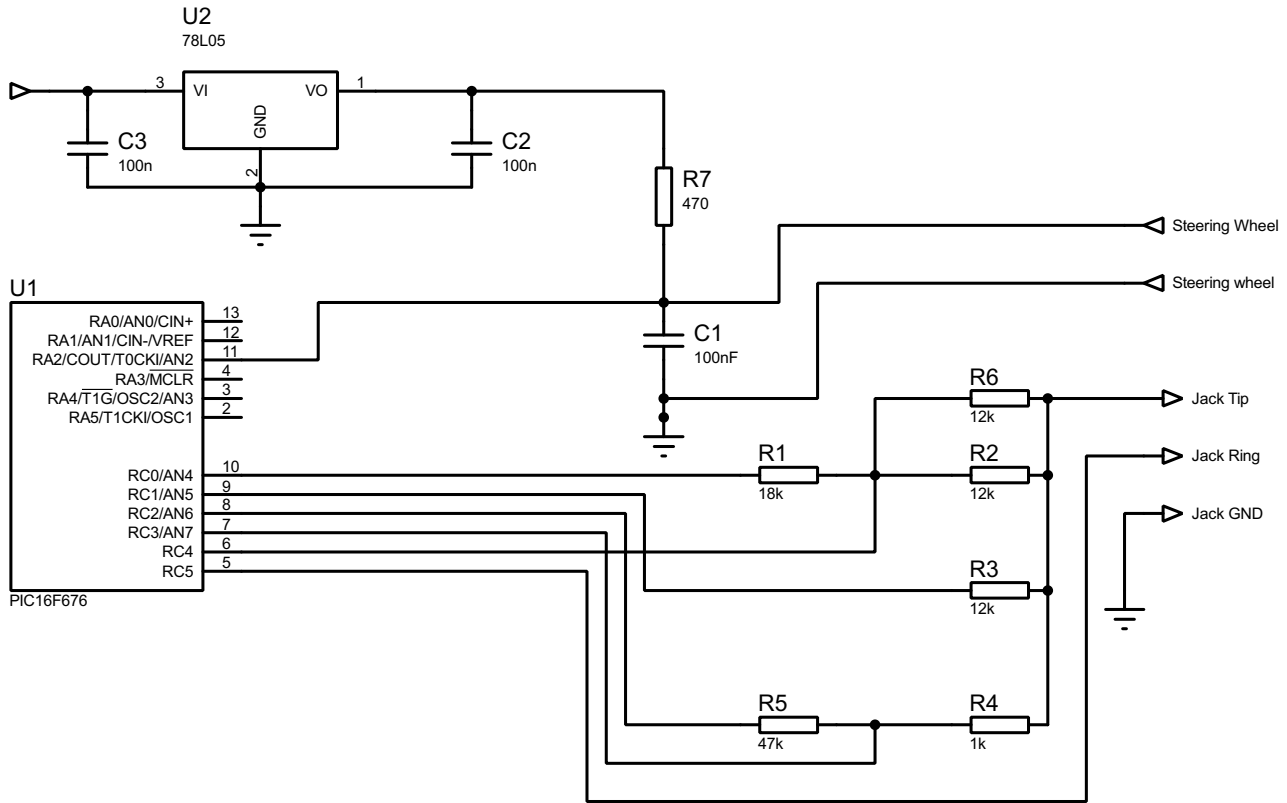 U2
78L05
3
VI
VO
1
GND
2
C3
100n
C2
100n
R7
470
Steering Wheel
Steering wheel
U1
RA0/AN0/CIN+
13
RA1/AN1/CIN-/VREF
12
RA2/COUT/T0CKI/AN2
11
RA3/MCLR
4
RA4/T1G/OSC2/AN3
3
RA5/T1CKI/OSC1
2
RC0/AN4
10
RC1/AN5
9
RC2/AN6
8
RC3/AN7
7
RC4
6
RC5
5
PIC16F676
C1
100nF
R6
12k
Jack Tip
R1
18k
R2
12k
Jack Ring
Jack GND
R3
12k
R5
47k
R4
1k